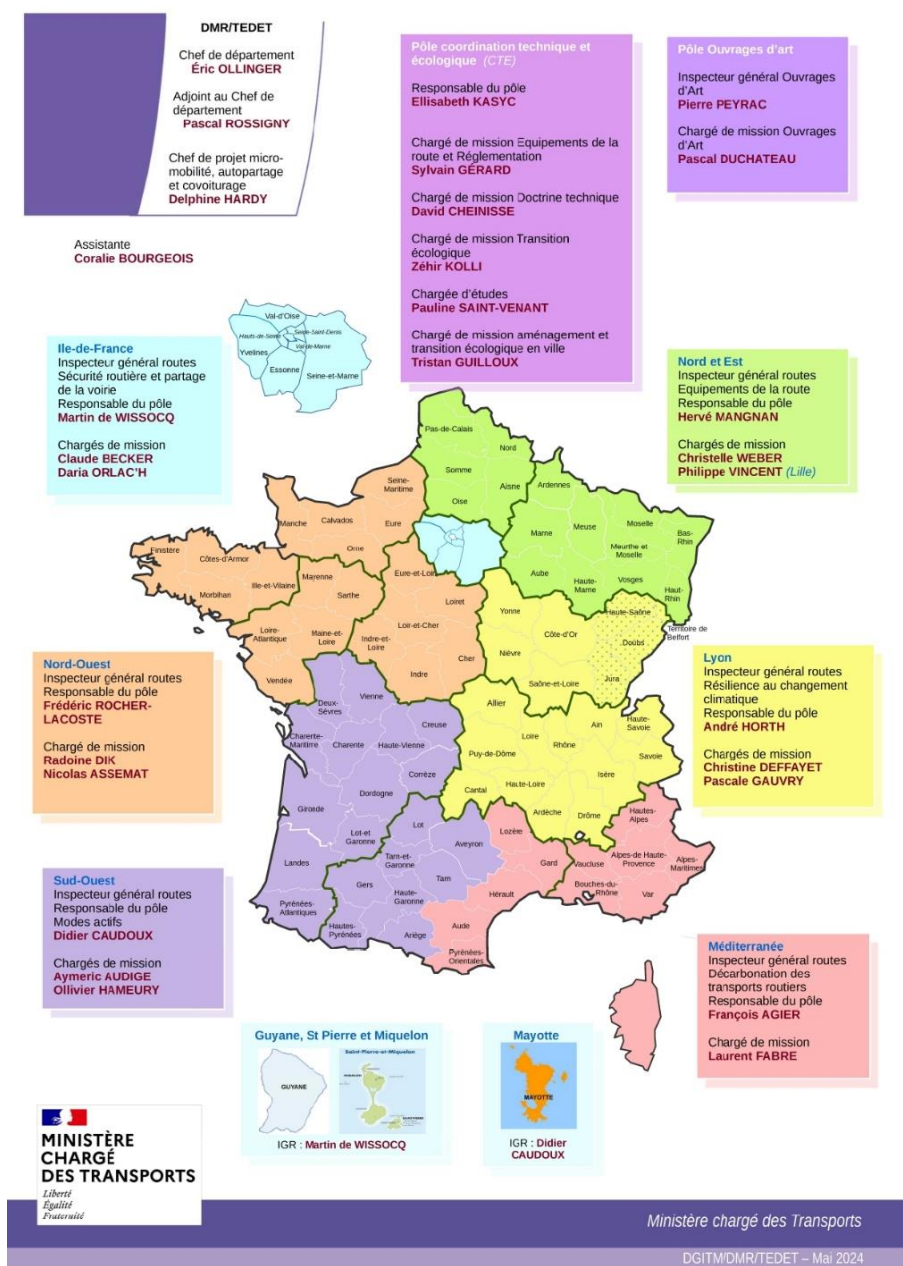 DMR/TEDET
Chef de département
Éric OLLINGER
Adjoint au Chef de
département
Pascal ROSSIGNY
Chef de projet micro-
mobilité, autopartage
et covoiturage
Delphine HARDY
Assistante
Coralie BOURGEOIS
Pôle coordination technique et
écologique (CTE)
Responsable du pôle
Ellisabeth KASYC
Chargé de mission Equipements de la
route et Réglementation
Sylvain GÉRARD
Chargé de mission Doctrine technique
David CHEINISSE
Chargé de mission Transition
écologique
Zéhir KOLLI
Chargée d'études
Pauline SAINT-VENANT
Chargé de mission aménagement et
transition écologique en ville
Tristan GUILLOUX
Pôle Ouvrages d'art
Inspecteur général Ouvrages
d'Art
Pierre PEYRAC
Chargé de mission Ouvrages
d'Art
Pascal DUCHATEAU
Ile-de-France
Inspecteur général routes
Sécurité routière et partage
de la voirie
Responsable du pôle
Martin de WISSOCQ
Chargés de mission
Claude BECKER
Daria ORLAC'H
Val-d'Oise
Hauts-de-Seine
Seine-Saint-Denis
Val-de-Marne
Yvelines
Essonne
Seine-et-Marne
Nord et Est
Inspecteur général routes
Equipements de la route
Responsable du pôle
Hervé MANGNAN
Chargés de mission
Christelle WEBER
Philippe VINCENT (Lille)
Pas-de-Calais
Nord
Somme
Aisne
Oise
Ardennes
Seine-
Maritime
Manche
Calvados
Eure
Orne
Marne
Meuse
Moselle
Bas-
Rhin
Meurthe et
Moselle
Aube
Haute-
Marne
Vosges
Haut-
Rhin
Finistère
Côtes-d'Armor
Morbihan
Ille-et-Vilaine
Mayenne
Sarthe
Eure-et-Loir
Loiret
Loir-et-Cher
Loire-
Atlantique
Maine-et-
Loire
Indre-et-
Loire
Cher
Indre
Vendée
Yonne
Côte-d'Or
Nièvre
Saône-et-Loire
Haute-Saône
Doubs
Jura
Territoire de
Belfort
Nord-Ouest
Inspecteur général routes
Responsable du pôle
Frédéric ROCHER-
LACOSTE
Chargé de mission
Radoine DIK
Nicolas ASSEMAT
Lyon
Inspecteur général routes
Résilience au changement
climatique
Responsable du pôle
André HORTH
Chargés de mission
Christine DEFFAYET
Pascale GAUVRY
Deux-
Sèvres
Vienne
Creuse
Charente-
Maritime
Charente
Haute-Vienne
Corrèze
Dordogne
Gironde
Lot-et
Garonne
Landes
Pyrénées-
Atlantiques
Allier
Loire
Rhône
Ain
Haute-
Savoie
Savoie
Puy-de-Dôme
Isère
Cantal
Haute-Loire
Ardèche
Drôme
Lot
Aveyron
Tarn-et-
Garonne
Tarn
Gers
Haute-
Garonne
Hautes-
Pyrénées
Ariège
Lozère
Gard
Hérault
Aude
Pyrénées-
Orientales
Hautes-
Alpes
Vaucluse
Alpes-de Haute-
Provence
Alpes-
Maritimes
Bouches-du-
Rhône
Var
Sud-Ouest
Inspecteur général routes
Responsable du pôle
Modes actifs
Didier CAUDOUX
Chargés de mission
Aymeric AUDIGE
Ollivier HAMEURY
Méditerranée
Inspecteur général routes
Décarbonation des
transports routiers
Responsable du pôle
François AGIER
Chargé de mission
Laurent FABRE
Guyane, St Pierre et Miquelon
GUYANE
Saint-Pierre-et-Miquelon
IGR : Martin de WISSOCQ
Mayotte
MAYOTTE
IGR : Didier
CAUDOUX
MINISTÈRE
CHARGÉ
DES TRANSPORTS
Liberté
Égalité
Fraternité
Ministère chargé des Transports
DGITM/DMR/TEDET – Mai 2024